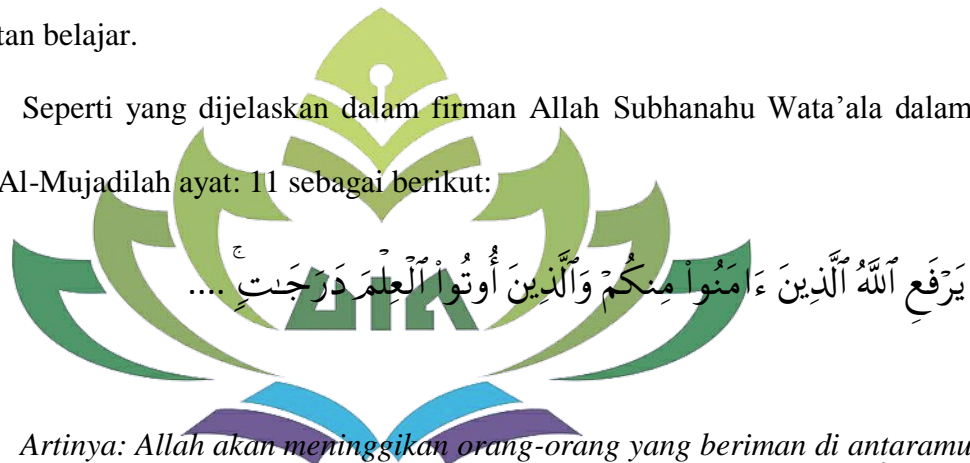 tan belajar.
Seperti yang dijelaskan dalam firman Allah Subhanahu Wata’ala dalam
Al-Mujadilah ayat: 11 sebagai berikut:
يَرْفَعِ ٱللَّهُ ٱلَّذِينَ ءَامَنُوا۟ مِنكُمْ وَٱلَّذِينَ أُوتُوا۟ ٱلْعِلْمَ دَرَجَـٰتٍ ۚ ....
Artinya: Allah akan meninggikan orang-orang yang beriman di antaramu